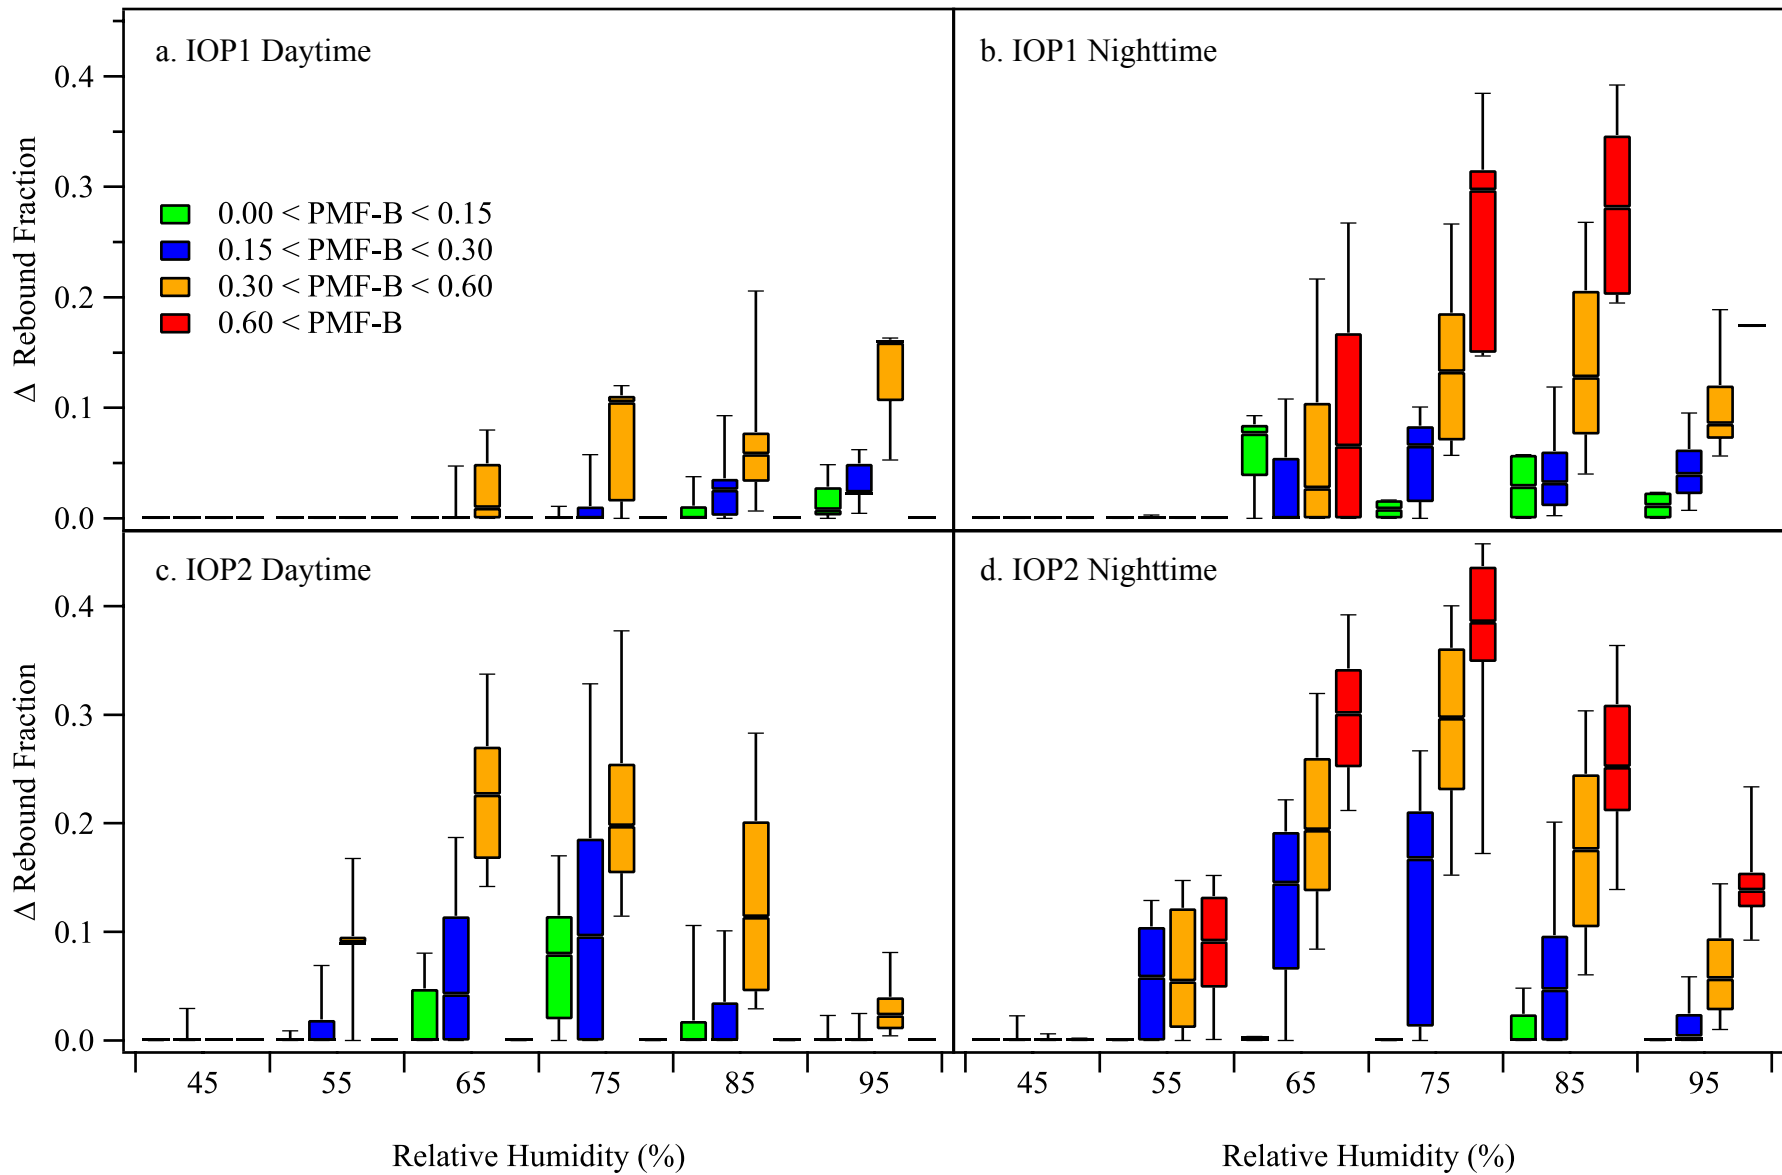 a. IOP1 Daytime
b. IOP1 Nighttime
0.4
0.3
0.2
0.1
0.0
Δ Rebound Fraction
0.00 < PMF-B < 0.15
0.15 < PMF-B < 0.30
0.30 < PMF-B < 0.60
0.60 < PMF-B
c. IOP2 Daytime
d. IOP2 Nighttime
0.4
0.3
0.2
0.1
0.0
Δ Rebound Fraction
45 55 65 75 85 95
45 55 65 75 85 95
Relative Humidity (%)
Relative Humidity (%)